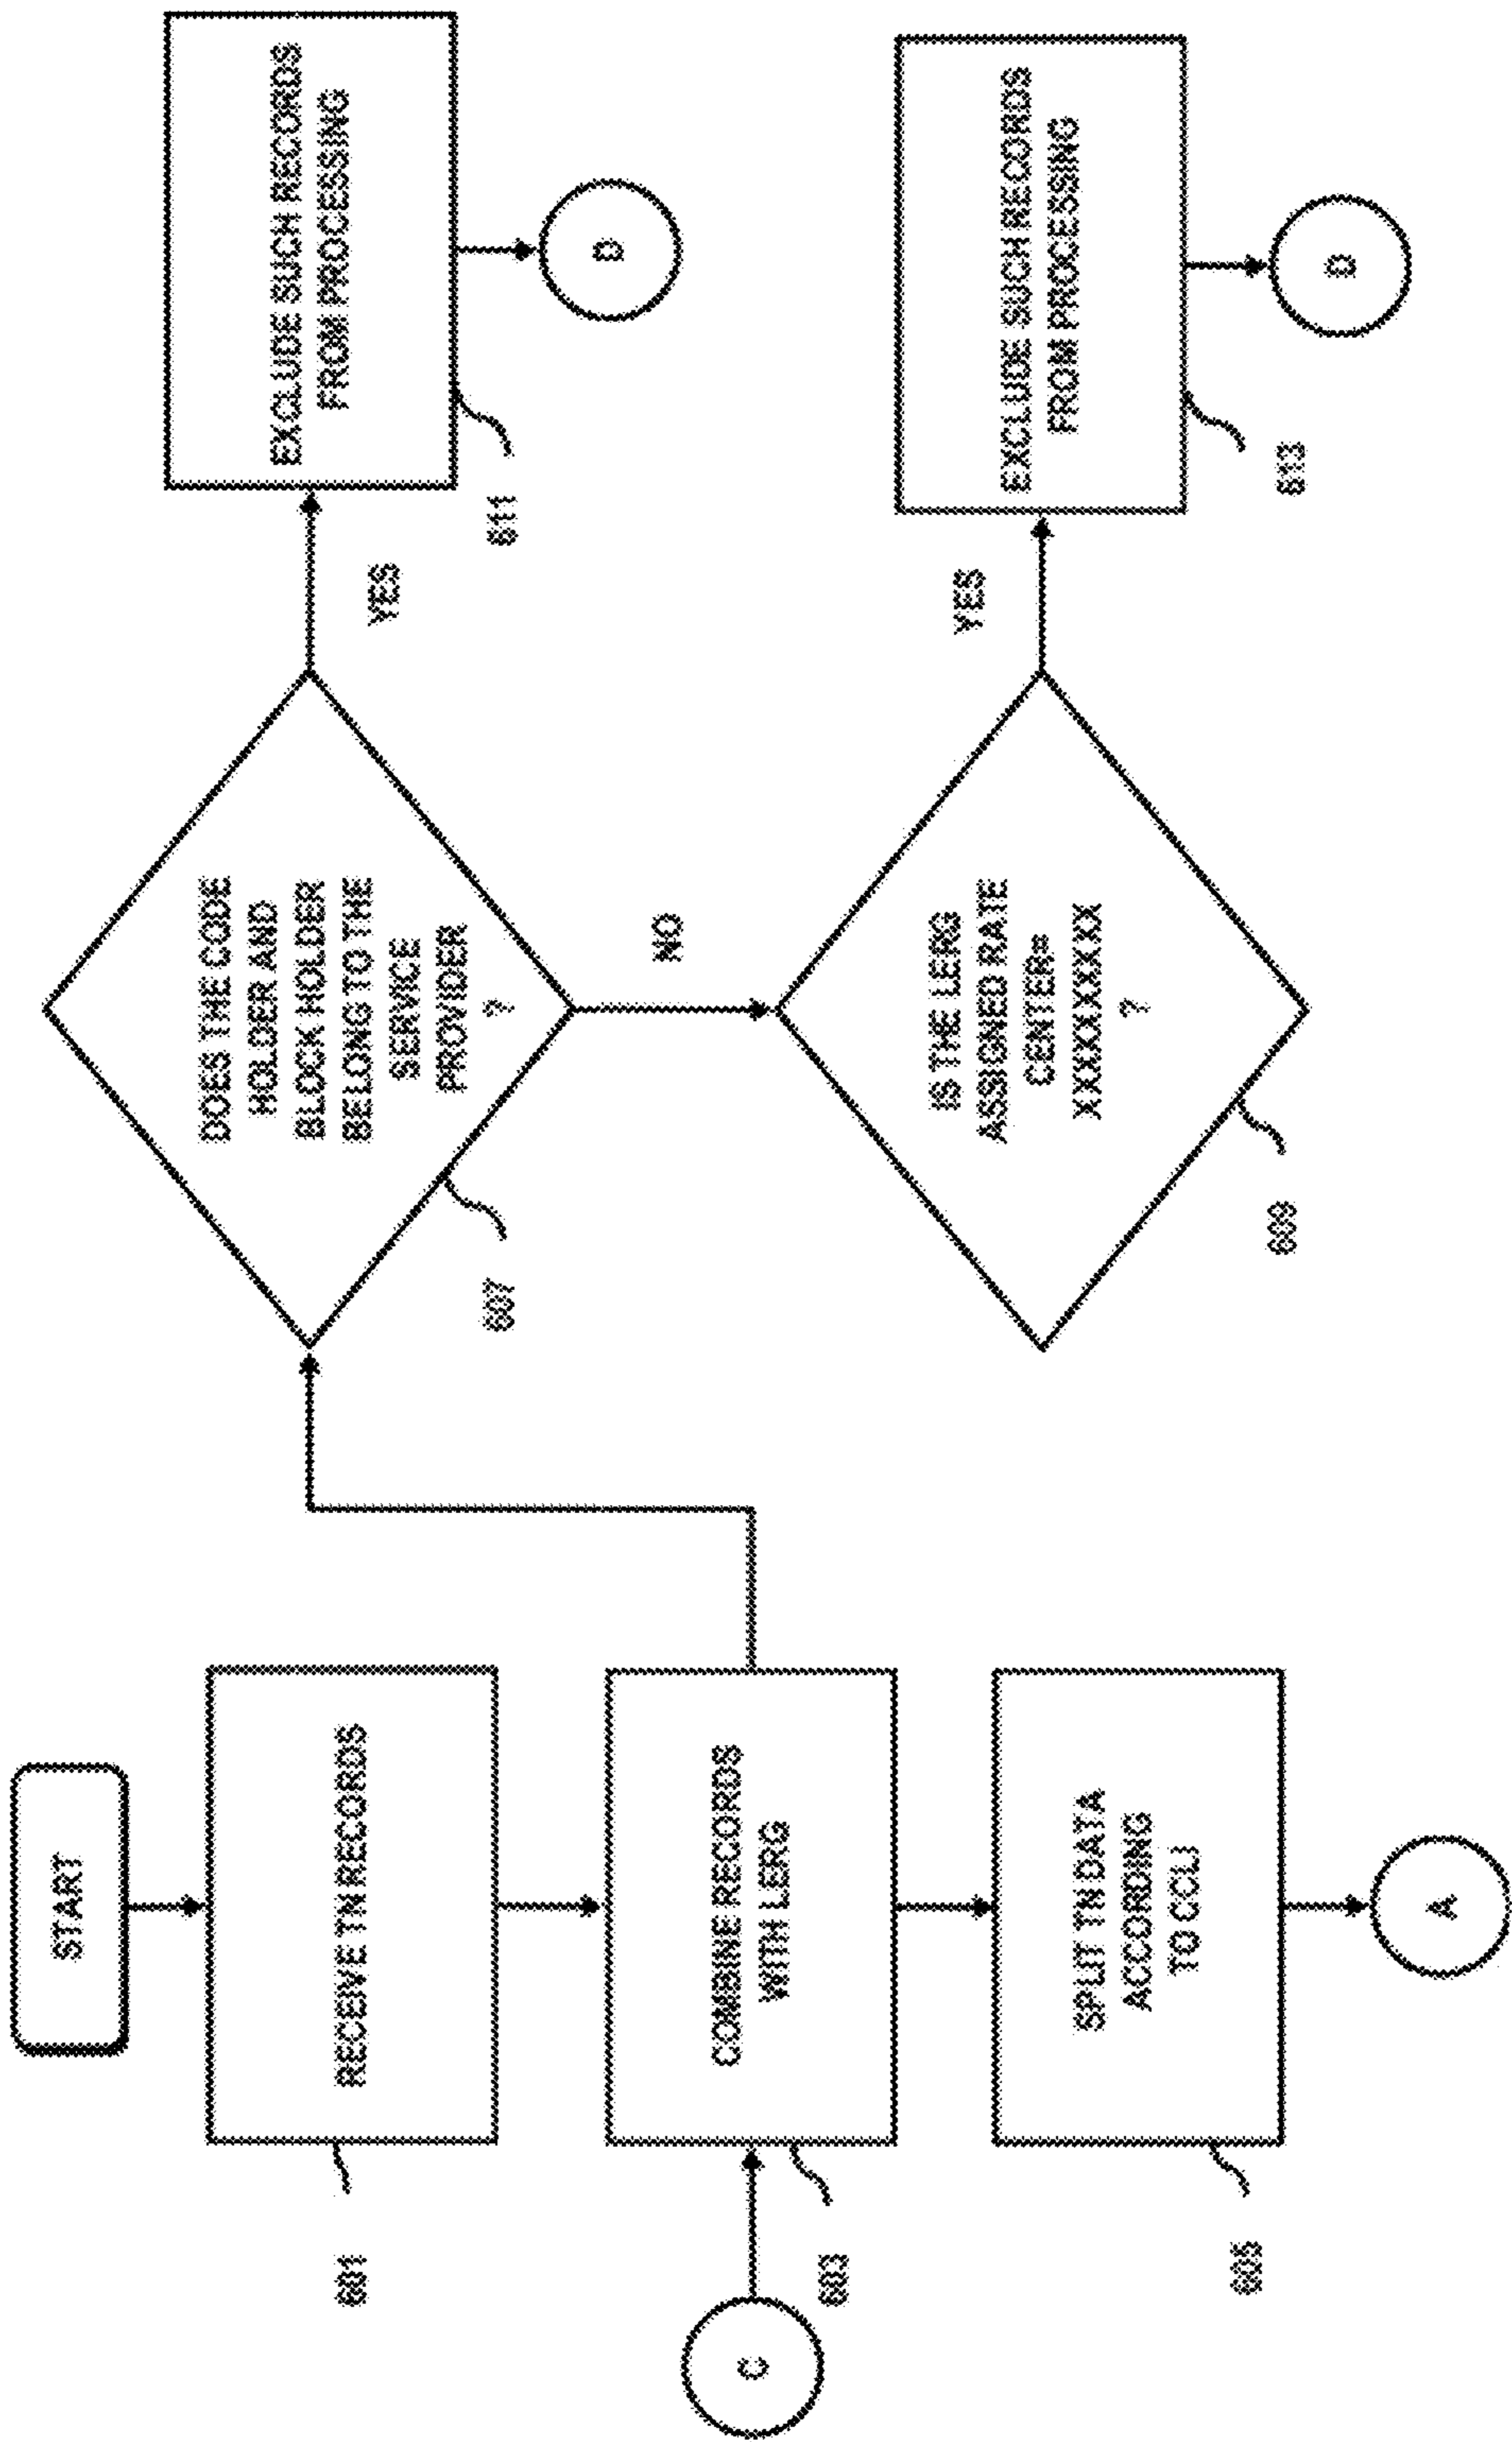 START
RECEIVE TN RECORDS
601
C
COMBINE RECORDS
WITH LERG
603
SPLIT TN DATA
ACCORDING
TO CCLI
605
A
DOES THE CODE
HOLDER AND
BLOCK HOLDER
BELONG TO THE
SERVICE
PROVIDER
?
607
YES
EXCLUDE SUCH RECORDS
FROM PROCESSING
611
D
NO
IS THE LERG
ASSIGNED RATE
CENTER=
XXXXXXXXXX
?
609
YES
EXCLUDE SUCH RECORDS
FROM PROCESSING
613
D